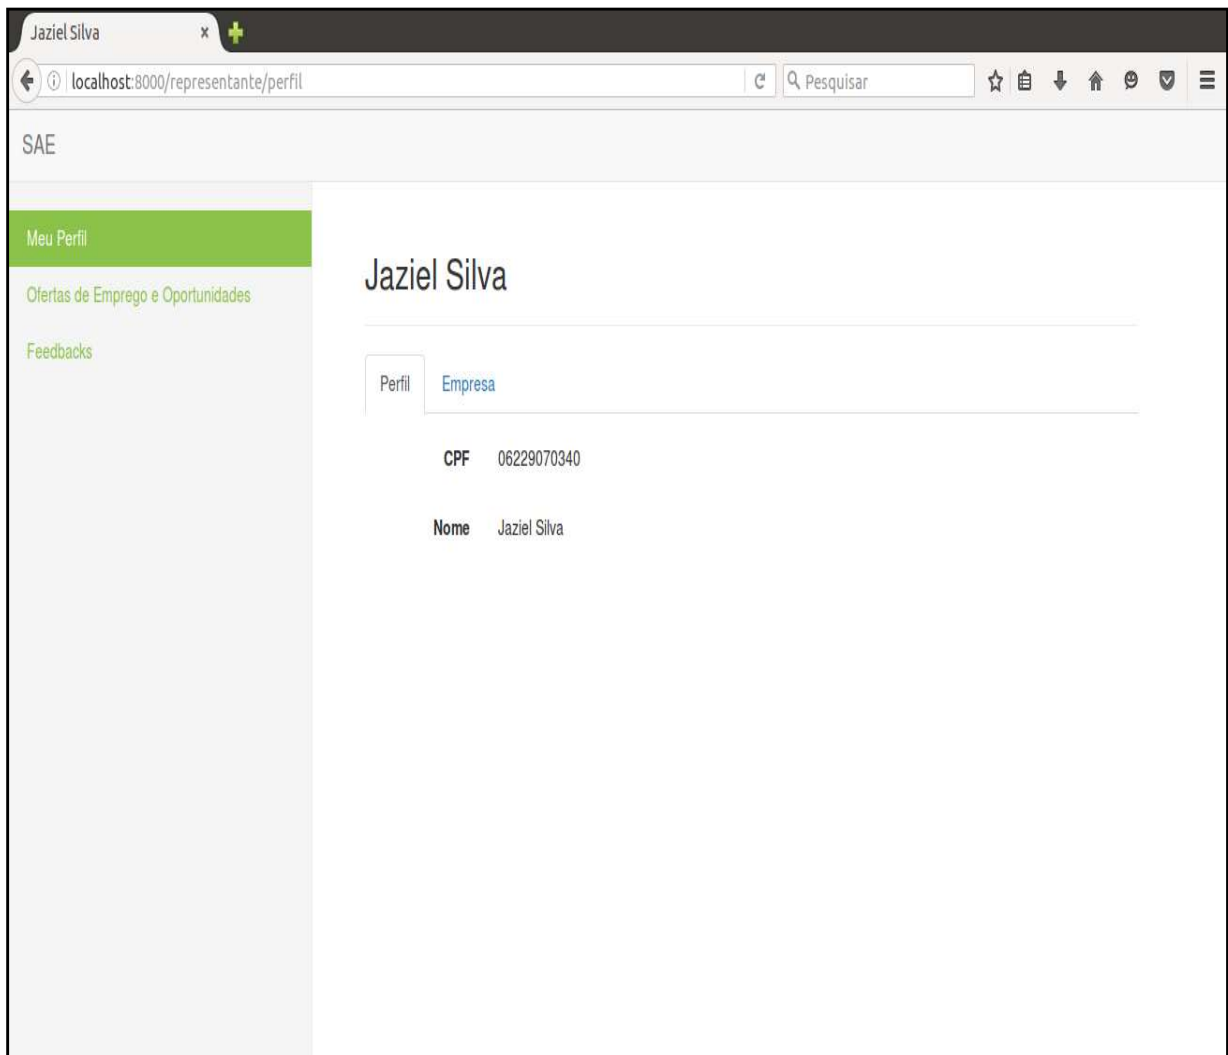 Jaziel Silva
localhost:8000/representante/perfil
Pesquisar
SAE
Meu Perfil
Ofertas de Emprego e Oportunidades
Feedbacks
Jaziel Silva
Perfil Empresa
CPF 06229070340
Nome Jaziel Silva